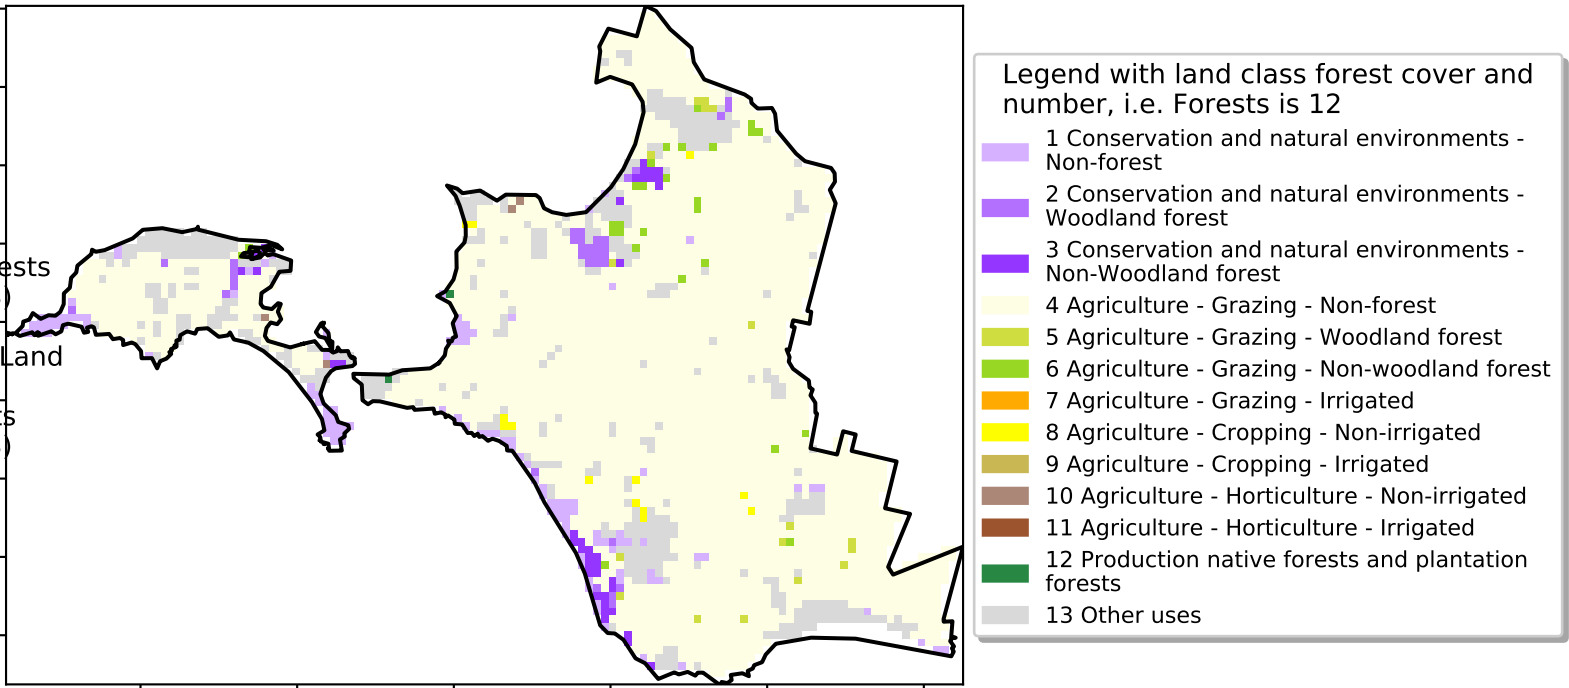 Legend with land class forest cover and
number, i.e. Forests is 12
1 Conservation and natural environments -
Non-forest
2 Conservation and natural environments -
Woodland forest
3 Conservation and natural environments -
Non-Woodland forest
ests
4 Agriculture - Grazing - Non-forest
)
5 Agriculture - Grazing - Woodland forest
Land
6 Agriculture - Grazing - Non-woodland forest
7 Agriculture - Grazing - Irrigated
ts
8 Agriculture - Cropping - Non-irrigated
)
9 Agriculture - Cropping - Irrigated
10 Agriculture - Horticulture - Non-irrigated
11 Agriculture - Horticulture - Irrigated
12 Production native forests and plantation
forests
13 Other uses